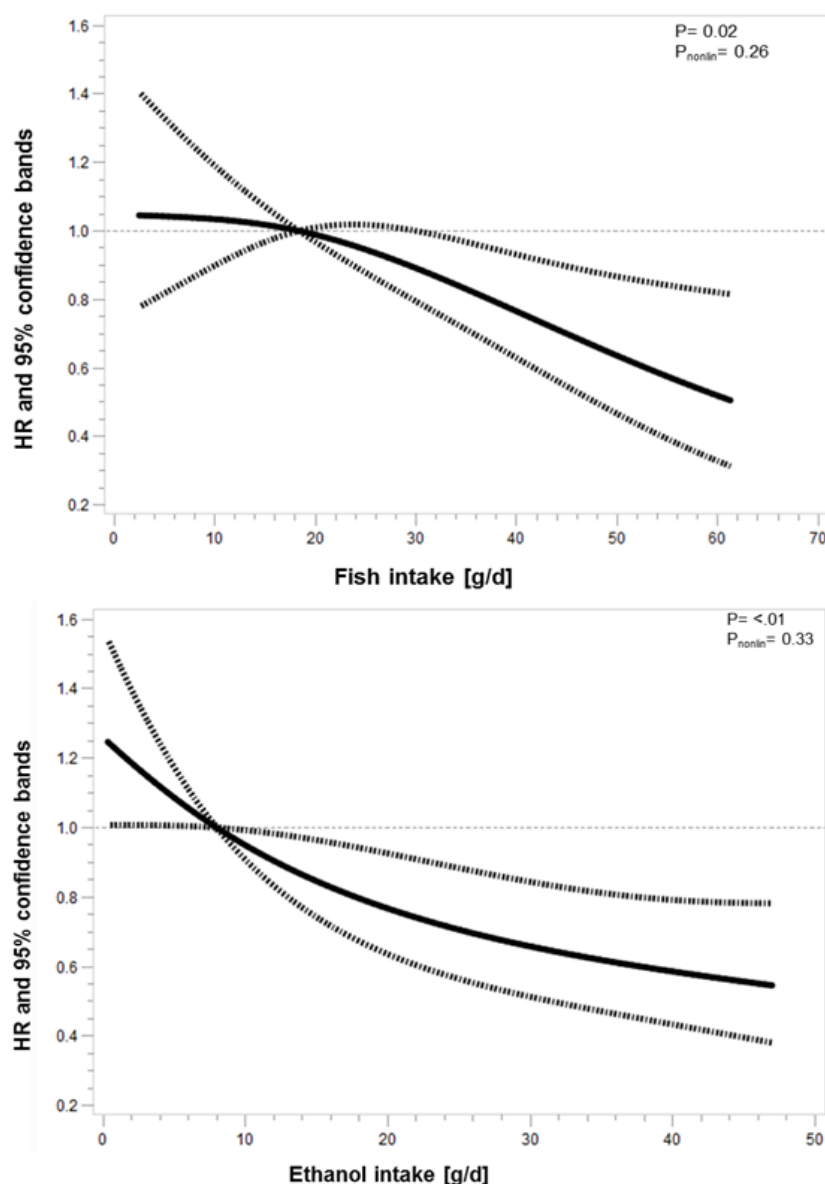 P= 0.02
Pnonlin= 0.26
HR and 95% confidence bands
1.6
1.4
1.2
1.0
0.8
0.6
0.4
0.2
0 10 20 30 40 50 60 70
Fish intake [g/d]
P= <.01
Pnonlin= 0.33
HR and 95% confidence bands
1.6
1.4
1.2
1.0
0.8
0.6
0.4
0.2
0 10 20 30 40 50
Ethanol intake [g/d]